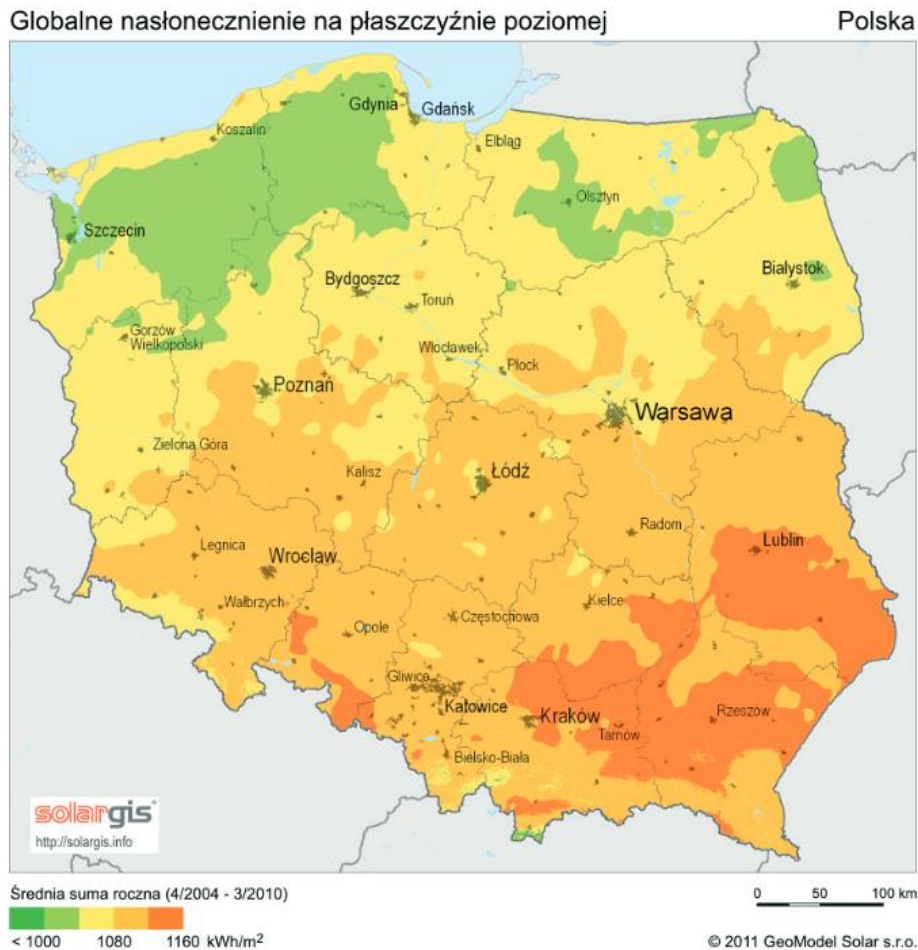 Globalne nasłonecznienie na płaszczyźnie poziomej
Polska
Gdynia
Gdańsk
Koszalin
Elbląg
Olsztyn
Szczecin
Białystok
Bydgoszcz
Toruń
Gorzów
Wielkopolski
Włocławek
Płock
Poznań
Warsawa
Zielona Góra
Kalisz
Łódź
Radom
Lublin
Legnica
Wrocław
Wałbrzych
Opole
Częstochowa
Kielce
Gliwice
Katowice
Kraków
Tarnów
Rzeszów
Bielsko-Biała
solargis
http://solargis.info
Średnia suma roczna (4/2004 - 3/2010)
0 50 100 km
< 1000 1080 1160 kWh/m²
© 2011 GeoModel Solar s.r.o.